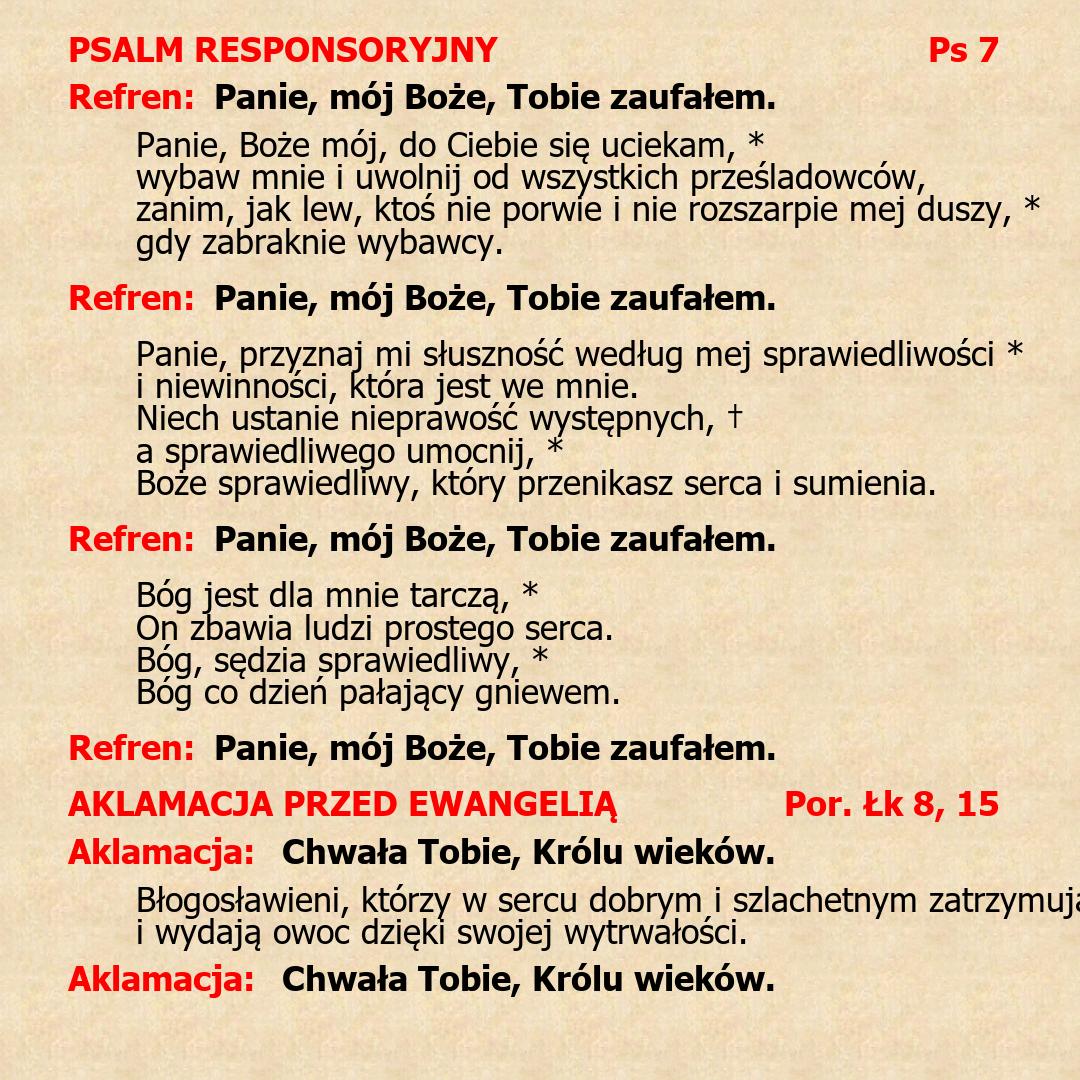 PSALM RESPONSORYJNY Ps 7
Refren: Panie, mój Boże, Tobie zaufałem.
Panie, Boże mój, do Ciebie się uciekam, *
wybaw mnie i uwolnij od wszystkich prześladowców,
zanim, jak lew, ktoś nie porwie i nie rozszarpie mej duszy, *
gdy zabraknie wybawcy.
Refren: Panie, mój Boże, Tobie zaufałem.
Panie, przyznaj mi słuszność według mej sprawiedliwości *
i niewinności, która jest we mnie.
Niech ustanie nieprawość występnych, †
a sprawiedliwego umocnij, *
Boże sprawiedliwy, który przenikasz serca i sumienia.
Refren: Panie, mój Boże, Tobie zaufałem.
Bóg jest dla mnie tarczą, *
On zbawia ludzi prostego serca.
Bóg, sędzia sprawiedliwy, *
Bóg co dzień pałający gniewem.
Refren: Panie, mój Boże, Tobie zaufałem.
AKLAMACJA PRZED EWANGELIĄ Por. Łk 8, 15
Aklamacja: Chwała Tobie, Królu wieków.
Błogosławieni, którzy w sercu dobrym i szlachetnym zatrzymują
i wydają owoc dzięki swojej wytrwałości.
Aklamacja: Chwała Tobie, Królu wieków.